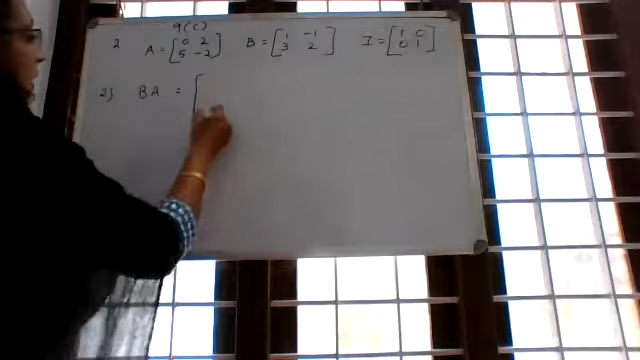 9(c)
2 A = [0 2 5 -2] B = [1 -1 3 2] I = [1 0 0 1]
2) BA = [